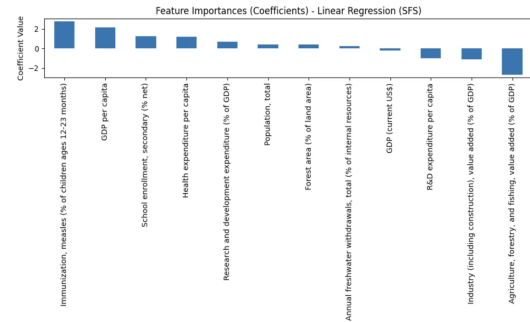 Feature Importances (Coefficients) - Linear Regression (SFS)
Coefficient Value
2
0
−2
Immunization, measles (% of children ages 12-23 months)
GDP per capita
School enrollment, secondary (% net)
Health expenditure per capita
Research and development expenditure (% of GDP)
Population, total
Forest area (% of land area)
Annual freshwater withdrawals, total (% of internal resources)
GDP (current US$)
R&D expenditure per capita
Industry (including construction), value added (% of GDP)
Agriculture, forestry, and fishing, value added (% of GDP)